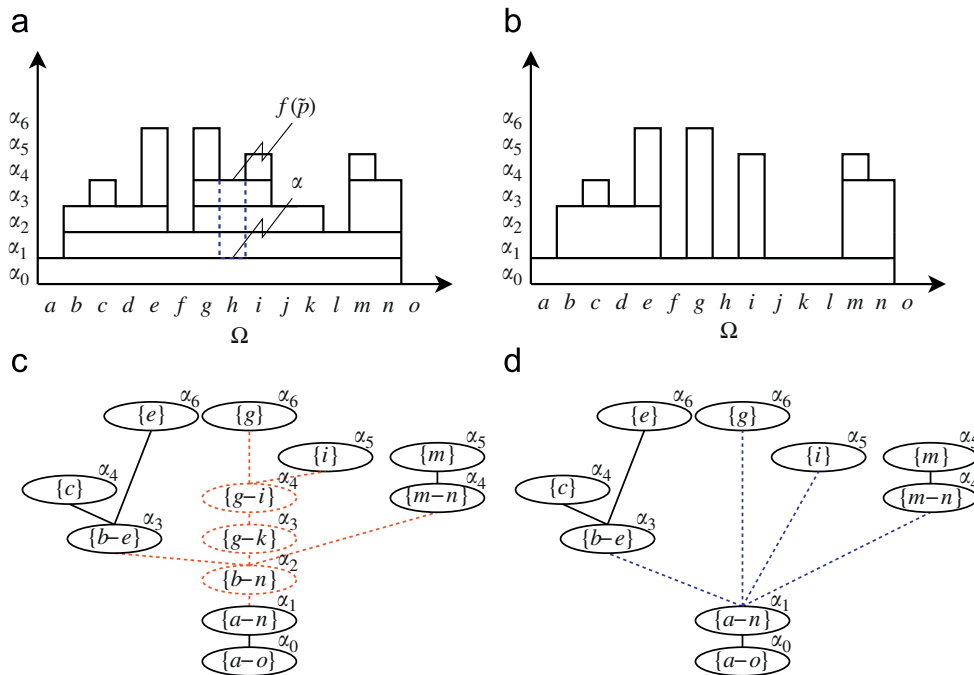 a
b
α6
α5
α4
α3
α2
α1
α0
f(p̃)
α
a b c d e f g h i j k l m n o
Ω
α6
α5
α4
α3
α2
α1
α0
a b c d e f g h i j k l m n o
Ω
c
d
{e} α6
{g} α6
{i} α5
{m} α5
{c} α4
{g–i} α4
{m–n} α4
{b–e} α3
{g–k} α3
{b–n} α2
{a–n} α1
{a–o} α0
{e} α6
{g} α6
{i} α5
{m} α5
{c} α4
{m–n} α4
{b–e} α3
{a–n} α1
{a–o} α0